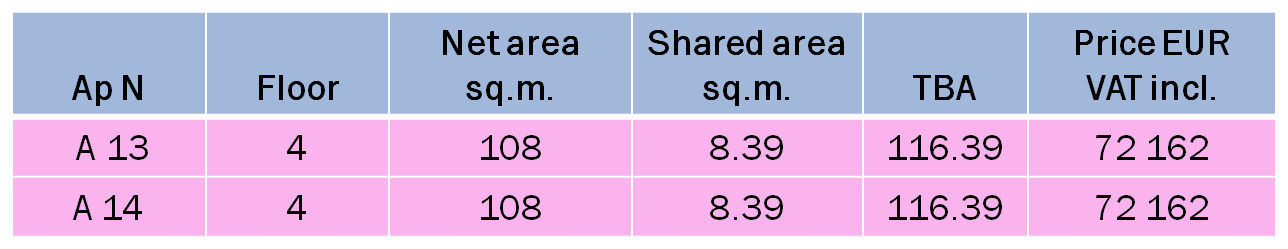 Ap N Floor Net area sq.m. Shared area sq.m. TBA Price EUR VAT incl.
A 13 4 108 8.39 116.39 72 162
A 14 4 108 8.39 116.39 72 162